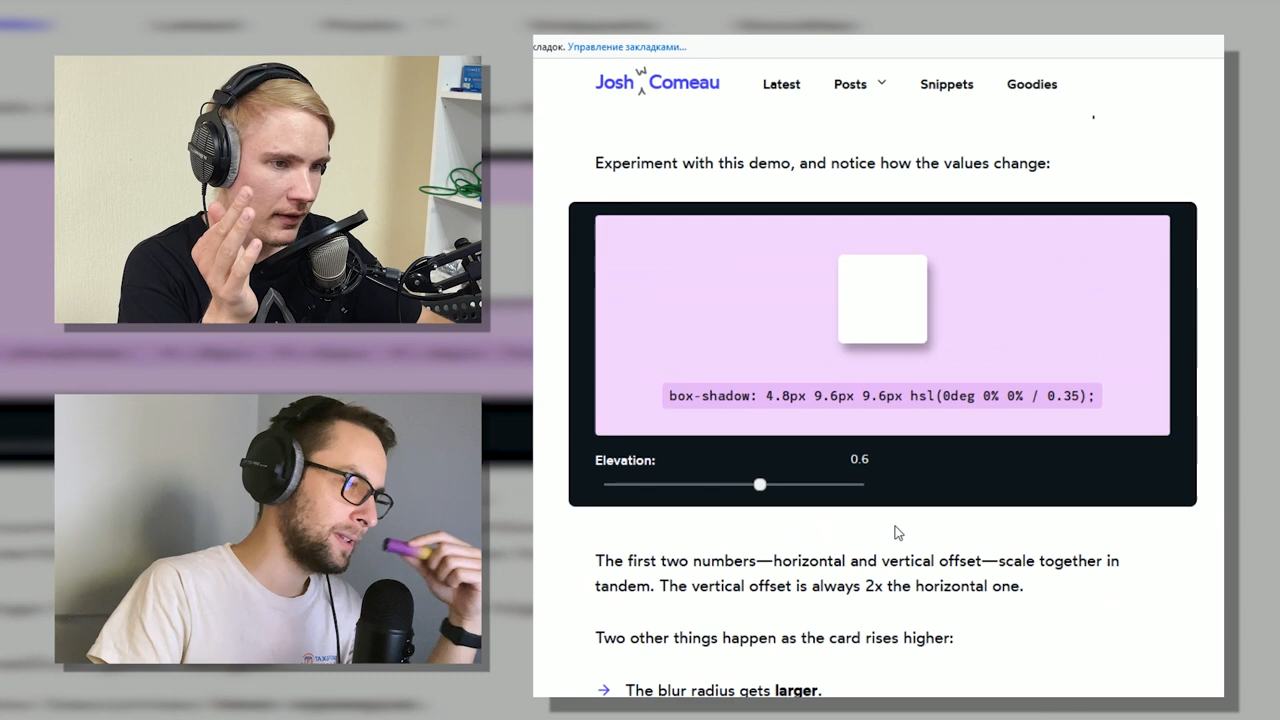 кладок. Управление закладками...
Josh W Comeau
Latest
Posts
Snippets
Goodies
Experiment with this demo, and notice how the values change:
box-shadow: 4.8px 9.6px 9.6px hsl(0deg 0% 0% / 0.35);
Elevation:
0.6
The first two numbers—horizontal and vertical offset—scale together in
tandem. The vertical offset is always 2x the horizontal one.
Two other things happen as the card rises higher:
→ The blur radius gets larger.